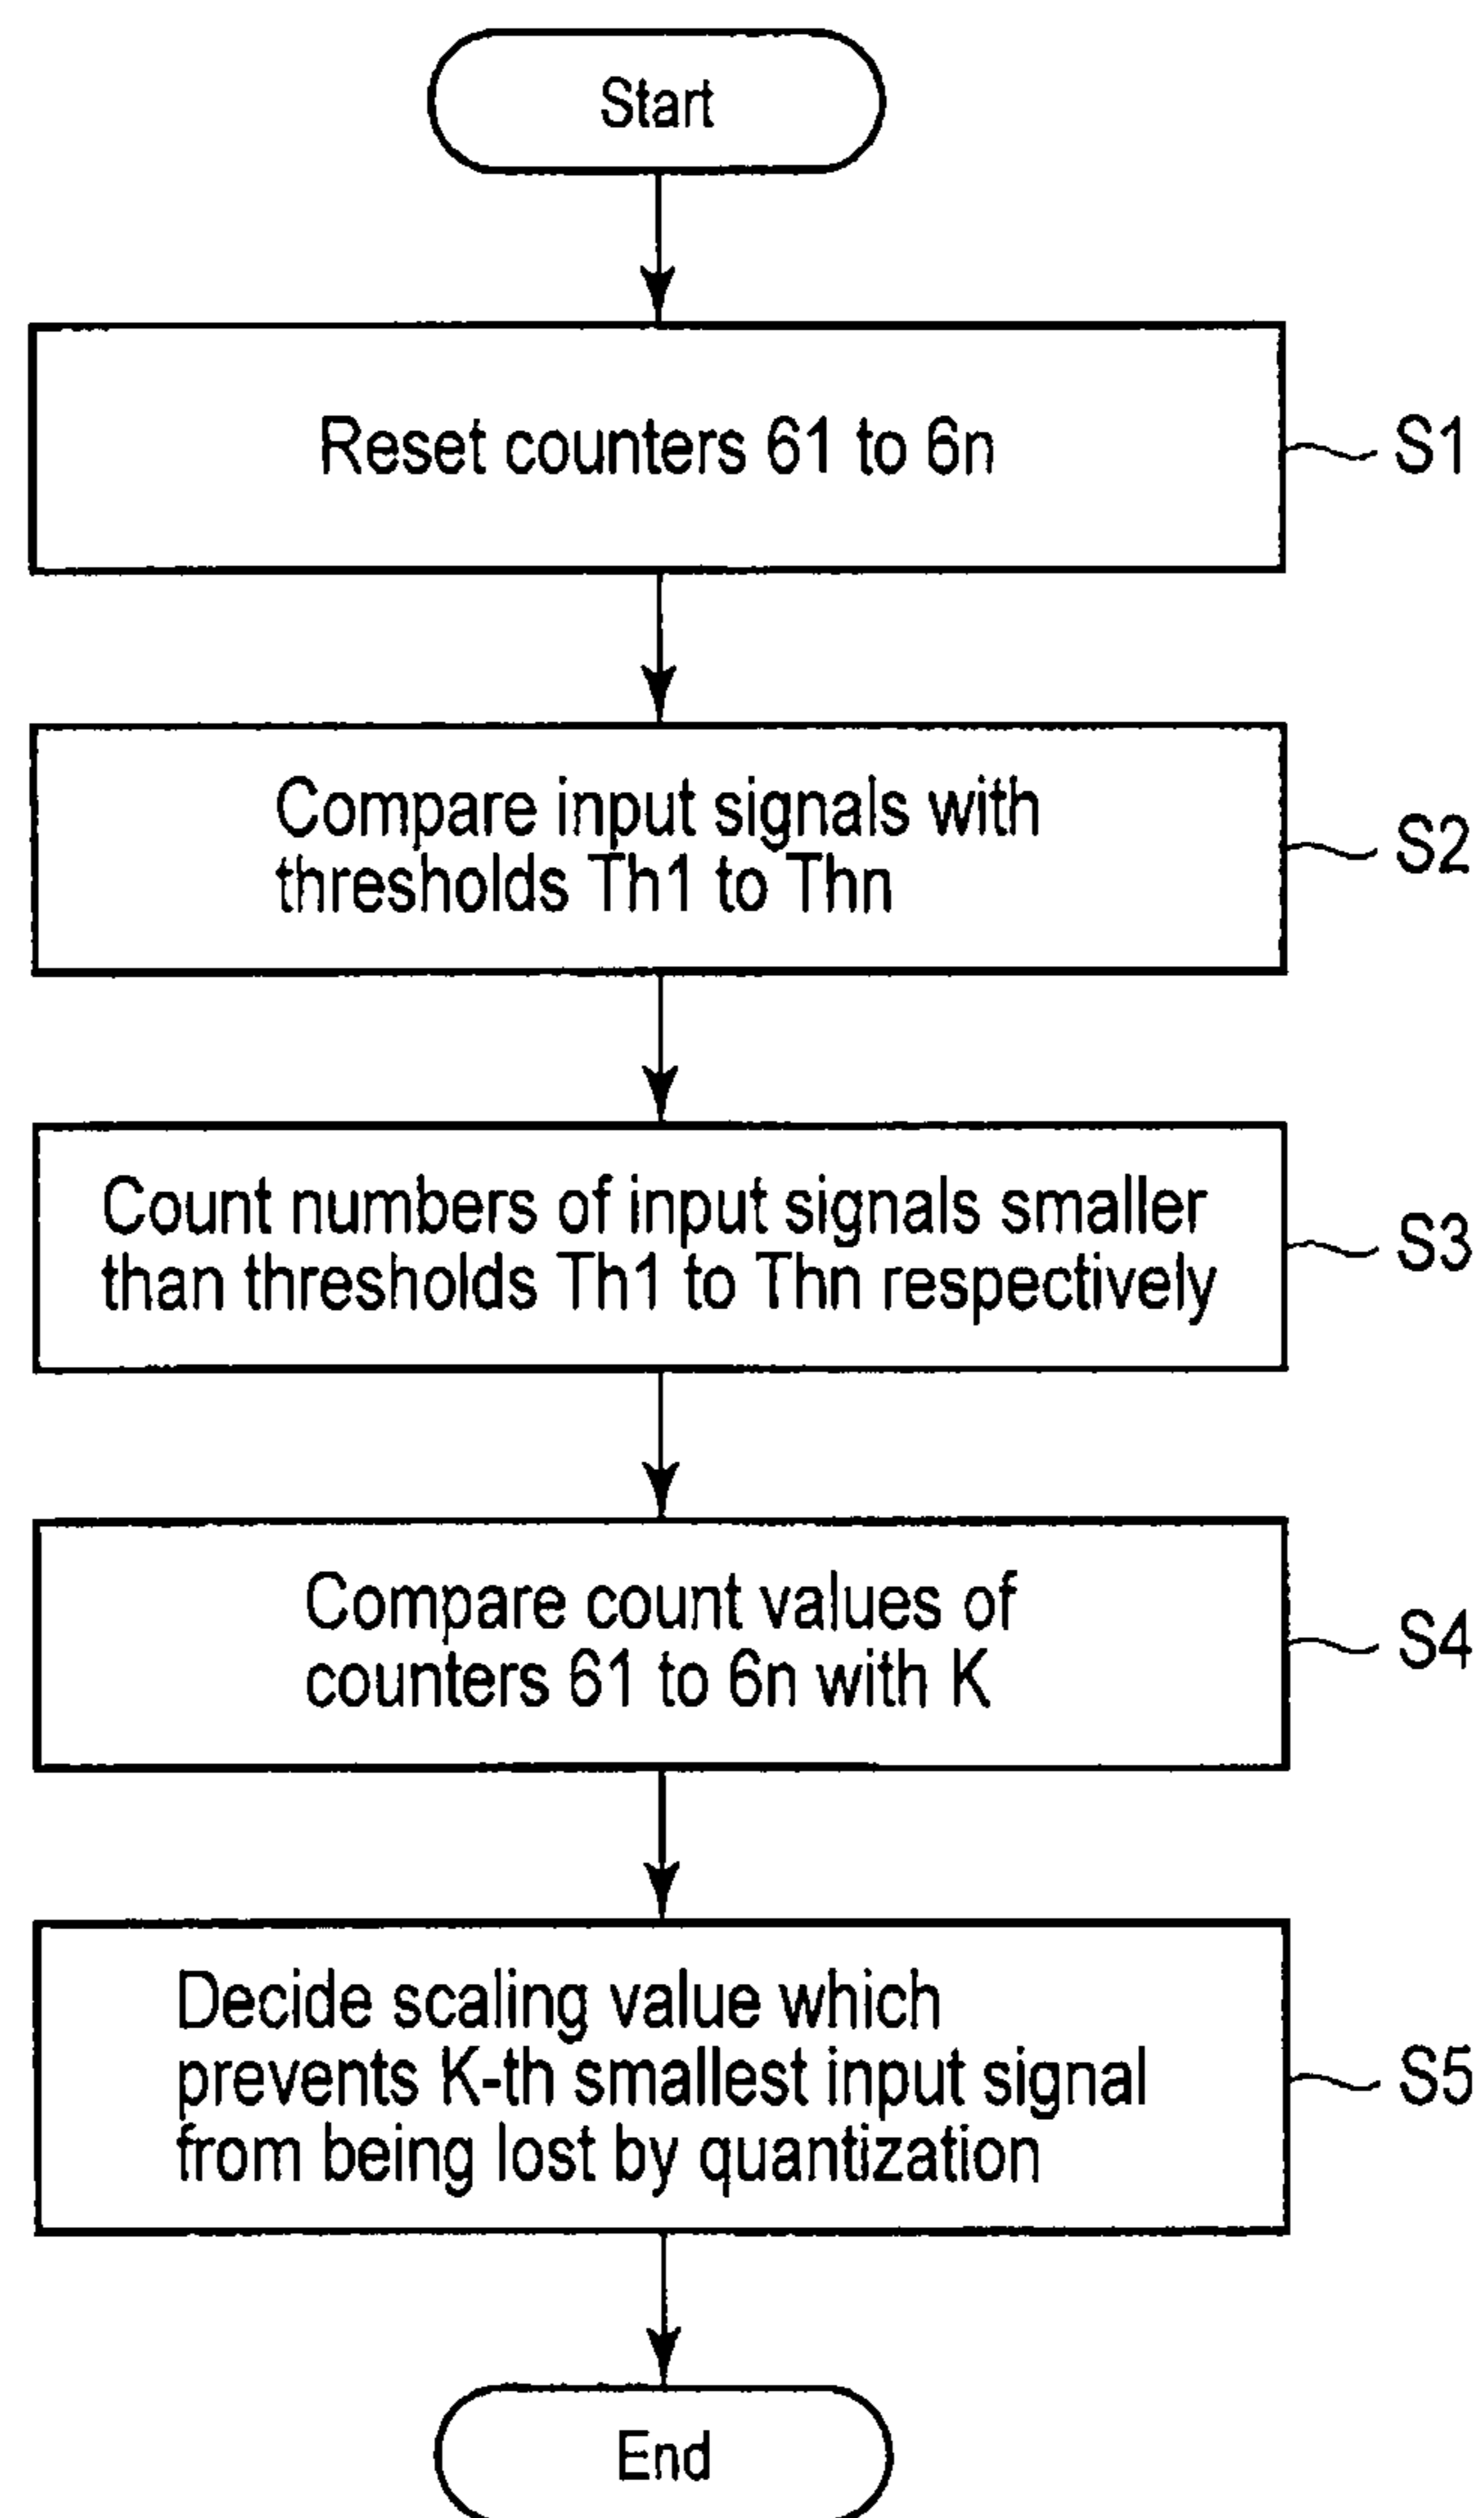 Start
Reset counters 61 to 6n
S1
Compare input signals with
thresholds Th1 to Thn
S2
Count numbers of input signals smaller
than thresholds Th1 to Thn respectively
S3
Compare count values of
counters 61 to 6n with K
S4
Decide scaling value which
prevents K-th smallest input signal
from being lost by quantization
S5
End